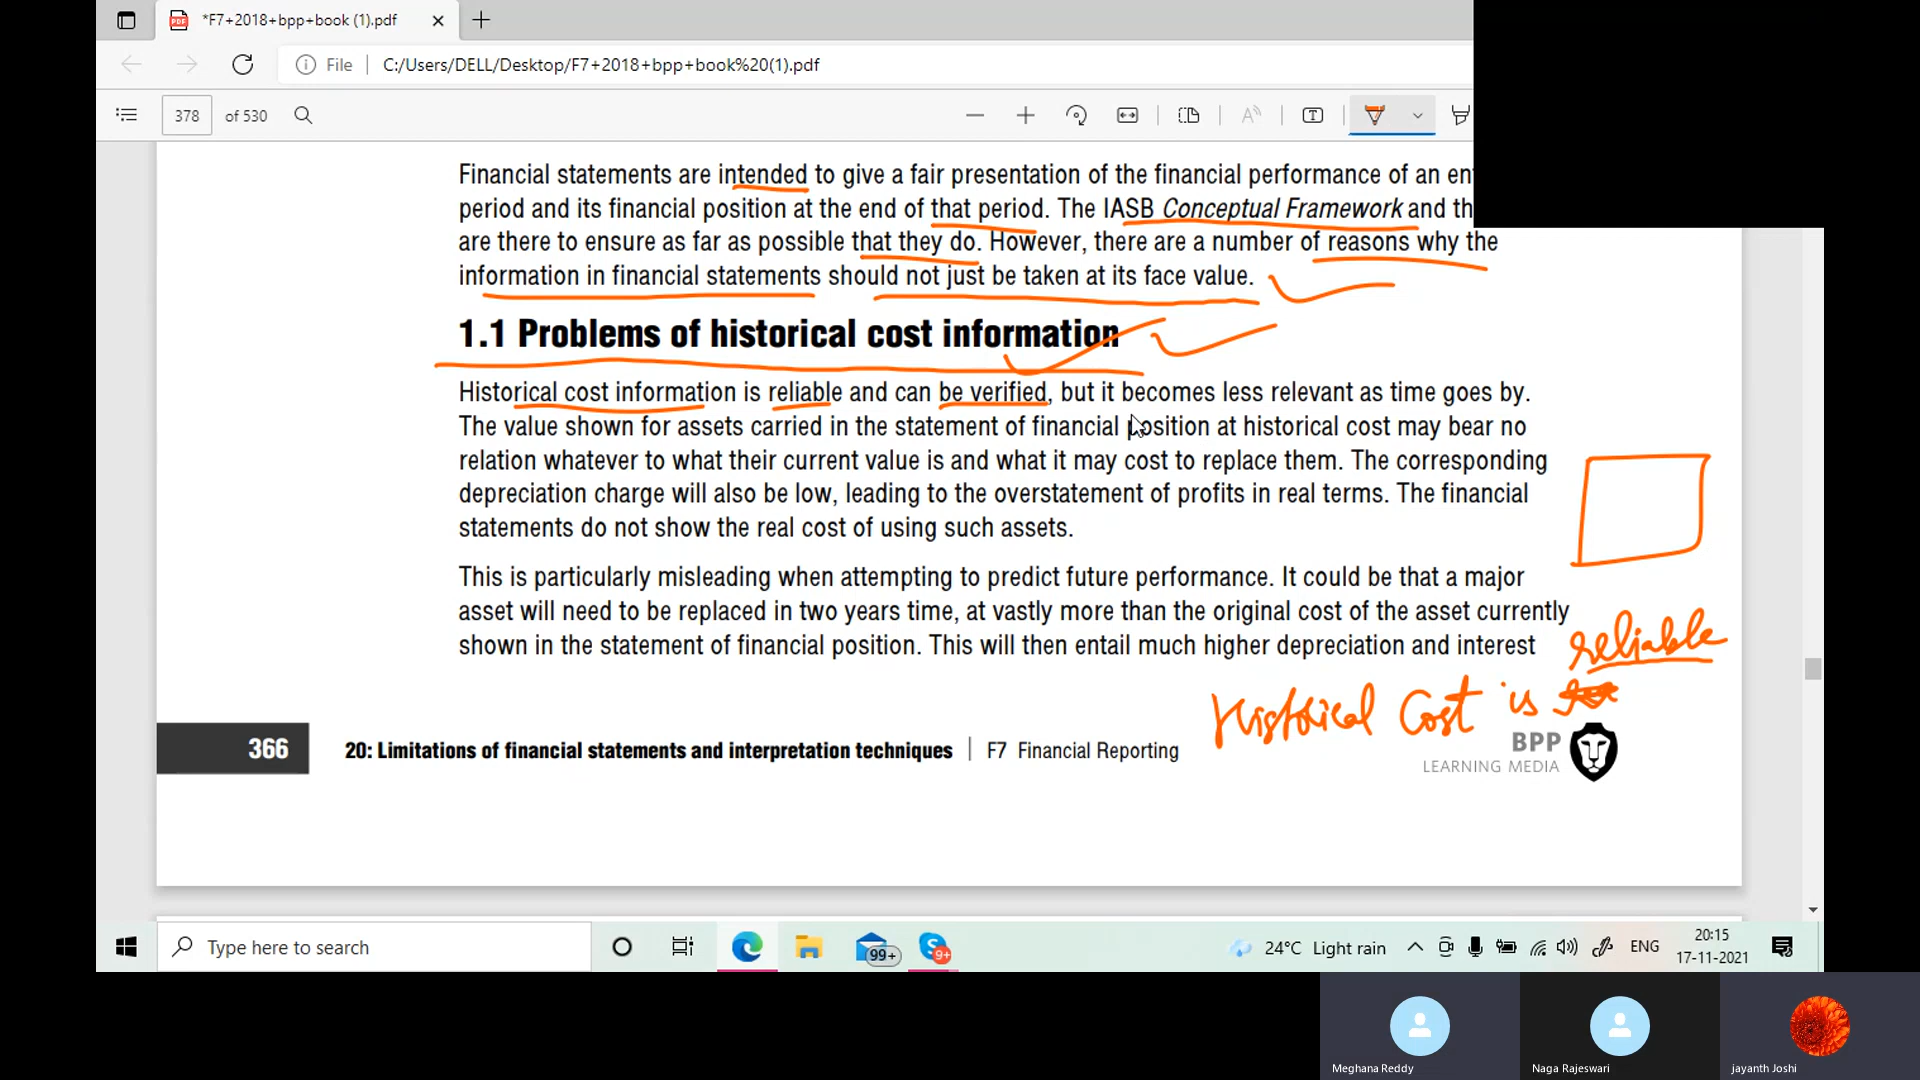 *F7+2018+bpp+book (1).pdf
File C:/Users/DELL/Desktop/F7+2018+bpp+book%20(1).pdf
378 of 530
Financial statements are intended to give a fair presentation of the financial performance of an en
period and its financial position at the end of that period. The IASB Conceptual Framework and th
are there to ensure as far as possible that they do. However, there are a number of reasons why the
information in financial statements should not just be taken at its face value.
1.1 Problems of historical cost information
Historical cost information is reliable and can be verified, but it becomes less relevant as time goes by.
The value shown for assets carried in the statement of financial position at historical cost may bear no
relation whatever to what their current value is and what it may cost to replace them. The corresponding
depreciation charge will also be low, leading to the overstatement of profits in real terms. The financial
statements do not show the real cost of using such assets.
This is particularly misleading when attempting to predict future performance. It could be that a major
asset will need to be replaced in two years time, at vastly more than the original cost of the asset currently
shown in the statement of financial position. This will then entail much higher depreciation and interest
reliable
Historical Cost is
366 20: Limitations of financial statements and interpretation techniques | F7 Financial Reporting
BPP
LEARNING MEDIA
Type here to search
99+
9+
24°C Light rain
ENG
20:15
17-11-2021
Meghana Reddy
Naga Rajeswari
jayanth Joshi